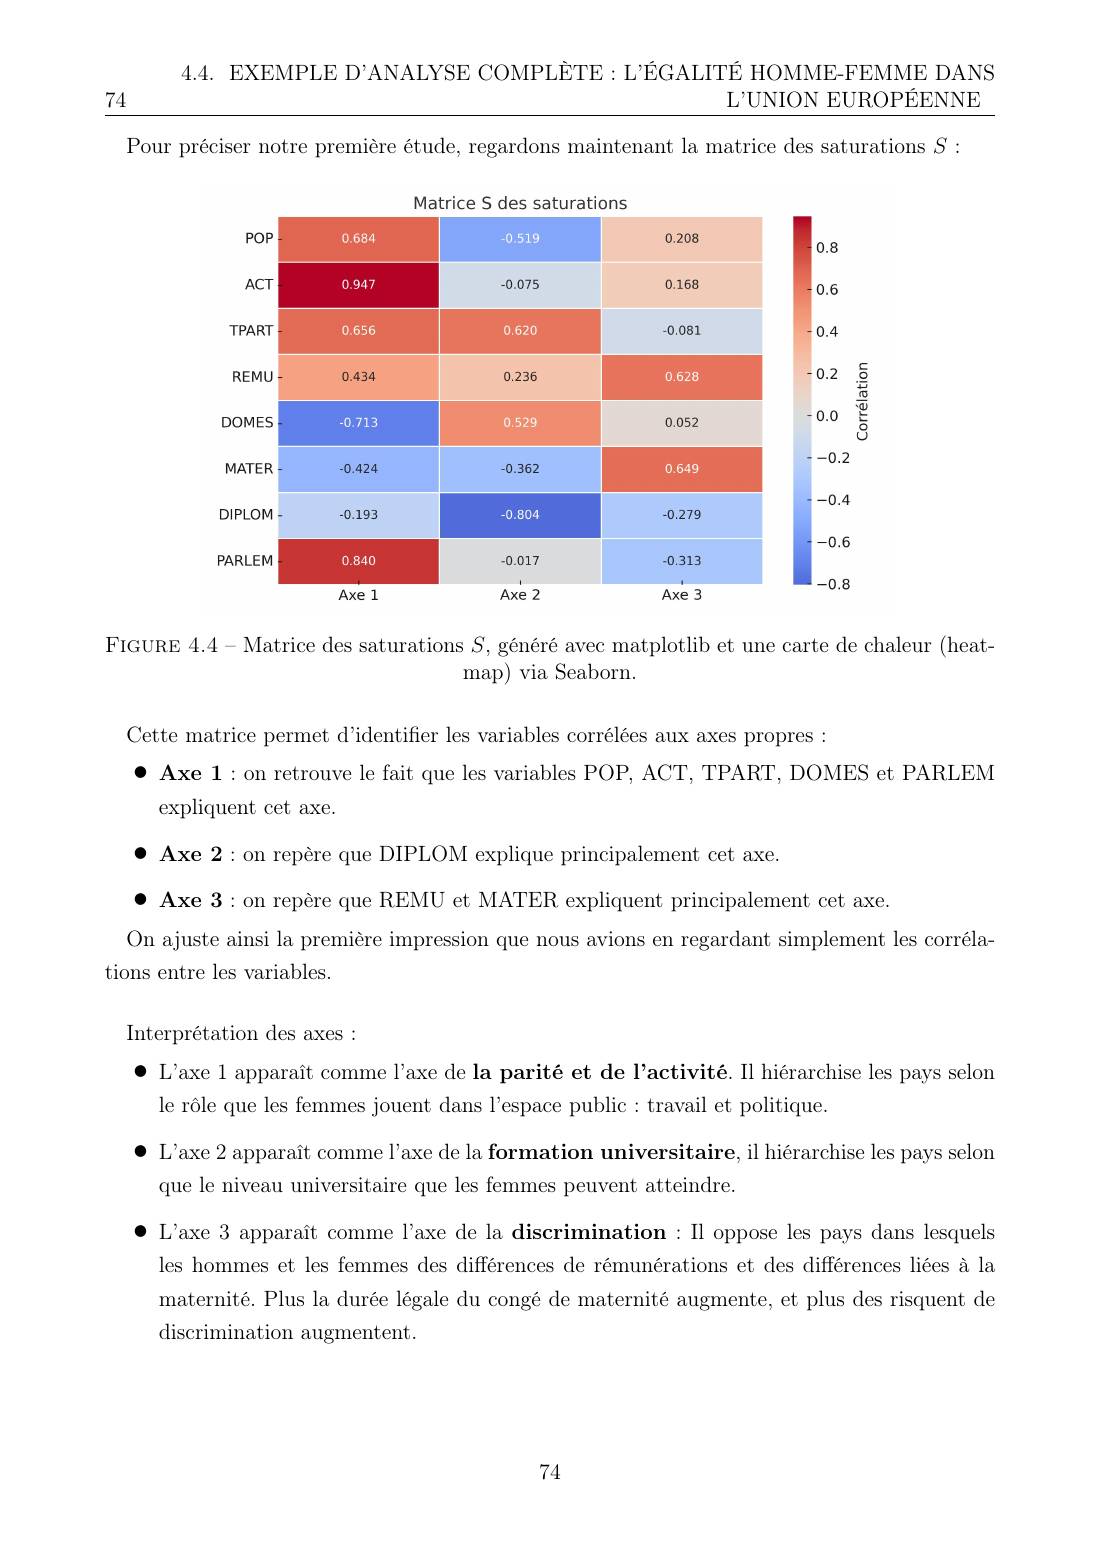 4.4. EXEMPLE D'ANALYSE COMPLÈTE : L'ÉGALITÉ HOMME-FEMME DANS
74 L'UNION EUROPÉENNE
Pour préciser notre première étude, regardons maintenant la matrice des saturations S :
Matrice S des saturations
POP 0.684 -0.519 0.208
ACT 0.947 -0.075 0.168
TPART 0.656 0.620 -0.081
REMU 0.434 0.236 0.628
DOMES -0.713 0.529 0.052
MATER -0.424 -0.362 0.649
DIPLOM -0.193 -0.804 -0.279
PARLEM 0.840 -0.017 -0.313
Axe 1 Axe 2 Axe 3
0.8
0.6
0.4
0.2
0.0
−0.2
−0.4
−0.6
−0.8
Corrélation
FIGURE 4.4 – Matrice des saturations S, généré avec matplotlib et une carte de chaleur (heat-
map) via Seaborn.
Cette matrice permet d'identifier les variables corrélées aux axes propres :
● Axe 1 : on retrouve le fait que les variables POP, ACT, TPART, DOMES et PARLEM
expliquent cet axe.
● Axe 2 : on repère que DIPLOM explique principalement cet axe.
● Axe 3 : on repère que REMU et MATER expliquent principalement cet axe.
On ajuste ainsi la première impression que nous avions en regardant simplement les corréla-
tions entre les variables.
Interprétation des axes :
● L'axe 1 apparaît comme l'axe de la parité et de l'activité. Il hiérarchise les pays selon
le rôle que les femmes jouent dans l'espace public : travail et politique.
● L'axe 2 apparaît comme l'axe de la formation universitaire, il hiérarchise les pays selon
que le niveau universitaire que les femmes peuvent atteindre.
● L'axe 3 apparaît comme l'axe de la discrimination : Il oppose les pays dans lesquels
les hommes et les femmes des différences de rémunérations et des différences liées à la
maternité. Plus la durée légale du congé de maternité augmente, et plus des risquent de
discrimination augmentent.
74